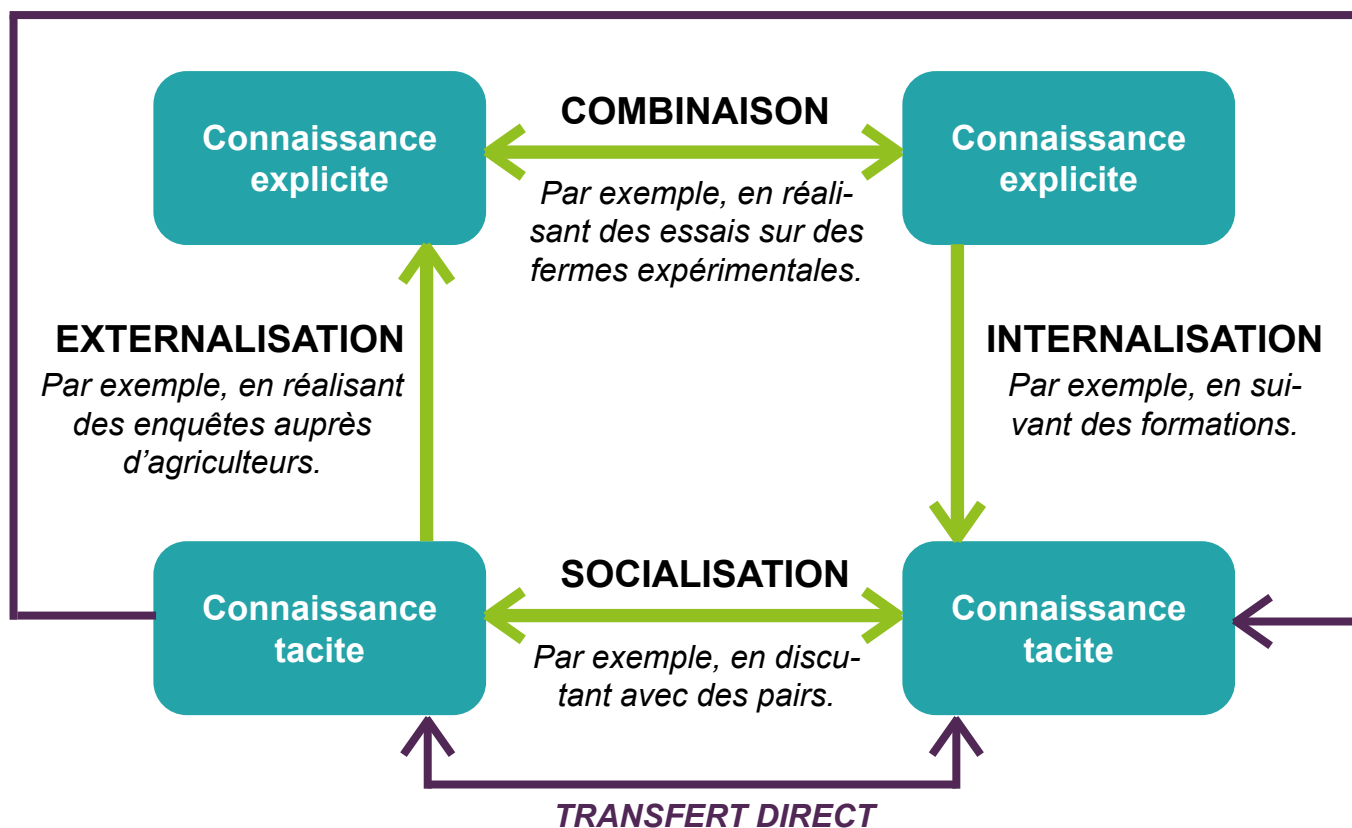 COMBINAISON
Connaissance
explicite
Connaissance
explicite
Par exemple, en réali-
sant des essais sur des
fermes expérimentales.
EXTERNALISATION
Par exemple, en réalisant
des enquêtes auprès
d’agriculteurs.
INTERNALISATION
Par exemple, en sui-
vant des formations.
SOCIALISATION
Connaissance
tacite
Connaissance
tacite
Par exemple, en discu-
tant avec des pairs.
TRANSFERT DIRECT